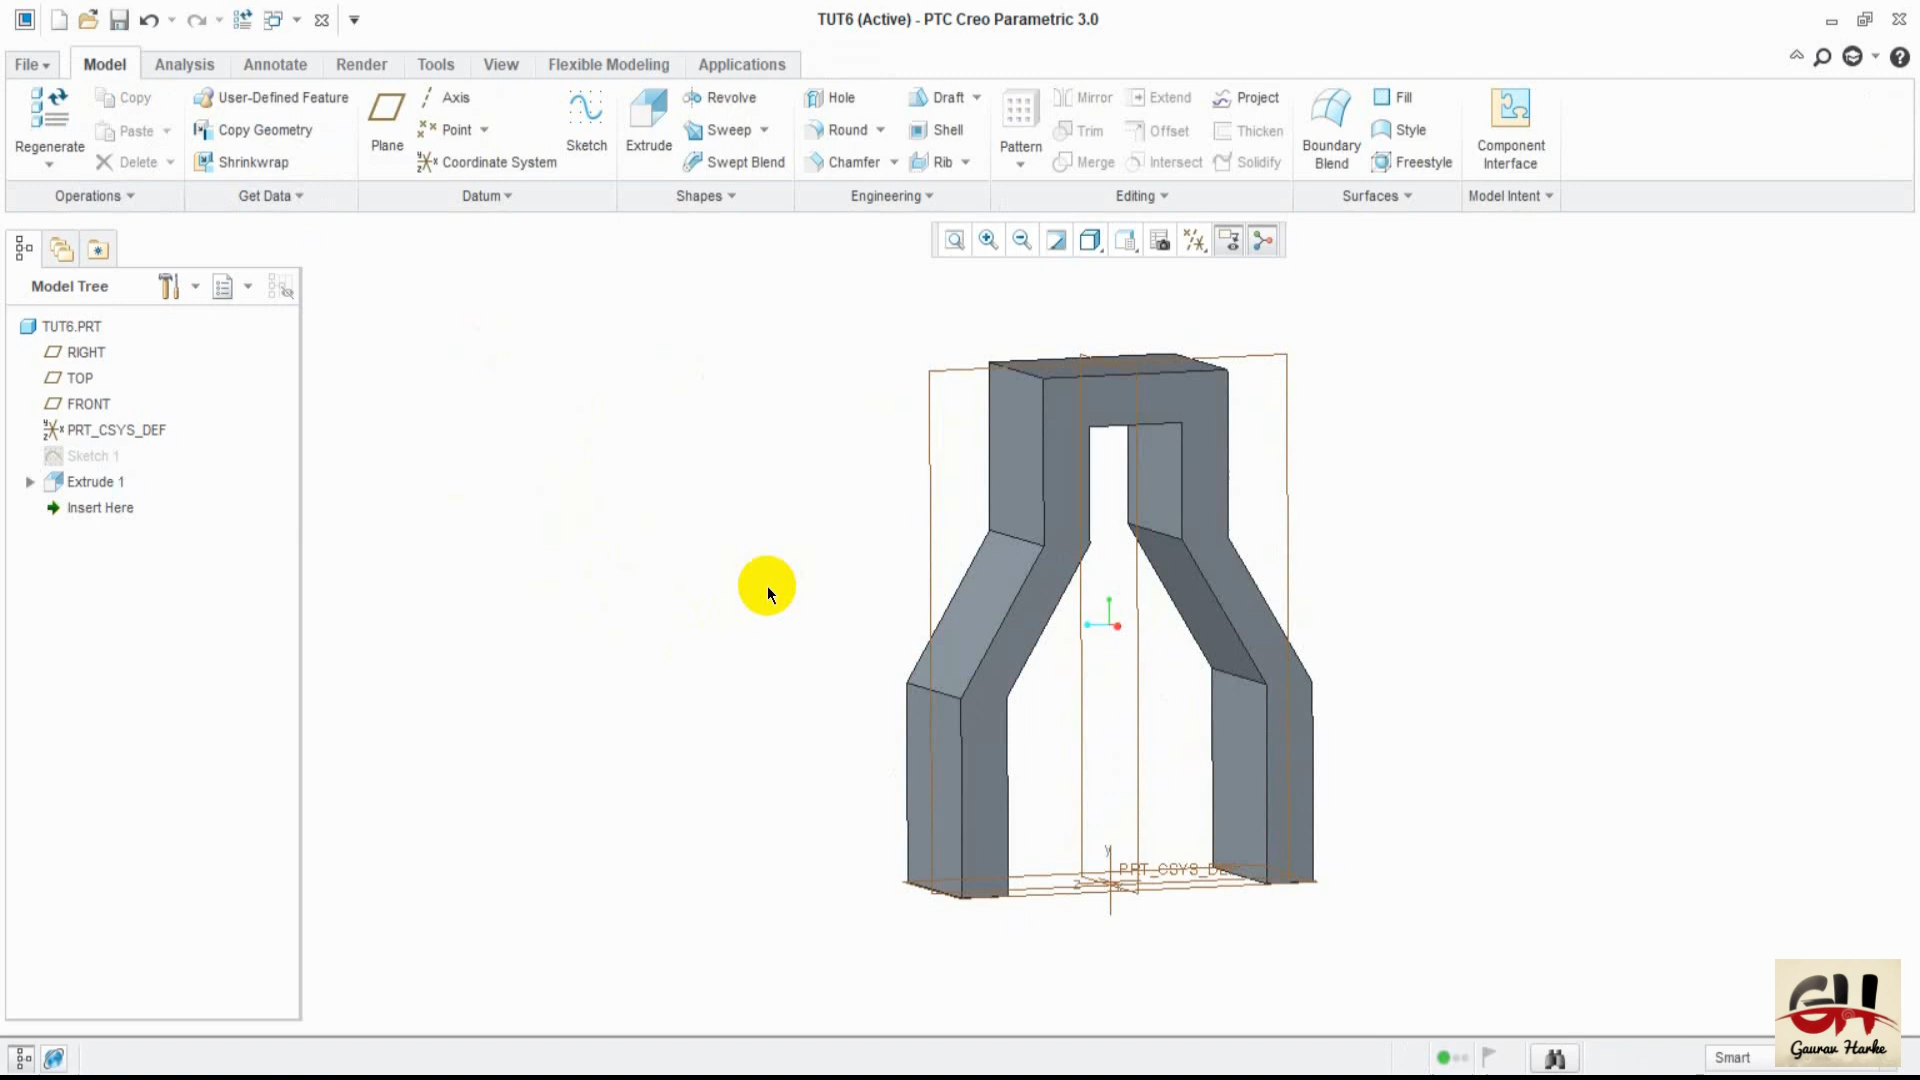 TUT6 (Active) - PTC Creo Parametric 3.0
File Model Analysis Annotate Render Tools View Flexible Modeling Applications
Regenerate
Copy
Paste
Delete
Operations
User-Defined Feature
Copy Geometry
Shrinkwrap
Get Data
Plane
Axis
Point
Coordinate System
Sketch
Datum
Extrude
Revolve
Sweep
Swept Blend
Shapes
Hole
Round
Chamfer
Draft
Shell
Rib
Engineering
Pattern
Mirror
Trim
Merge
Extend
Offset
Intersect
Project
Thicken
Solidify
Editing
Boundary
Blend
Fill
Style
Freestyle
Surfaces
Component
Interface
Model Intent
Model Tree
TUT6.PRT
RIGHT
TOP
FRONT
PRT_CSYS_DEF
Sketch 1
Extrude 1
Insert Here
y
z
Smart
GH
Gaurav Harke